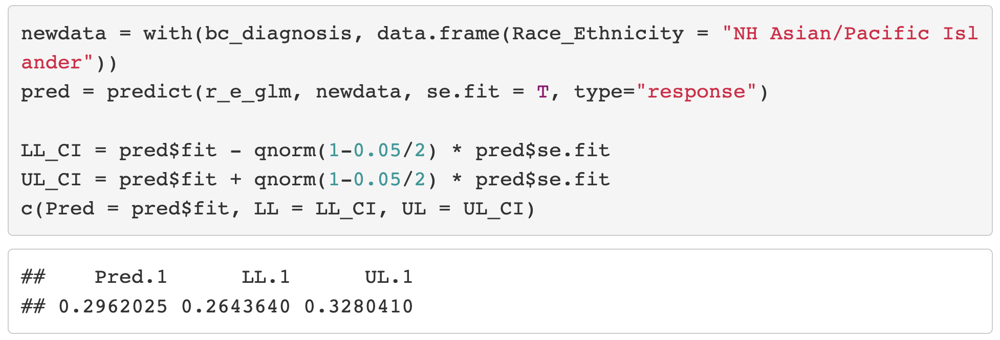 newdata = with(bc_diagnosis, data.frame(Race_Ethnicity = "NH Asian/Pacific Isl
ander"))
pred = predict(r_e_glm, newdata, se.fit = T, type="response")
LL_CI = pred$fit - qnorm(1-0.05/2) * pred$se.fit
UL_CI = pred$fit + qnorm(1-0.05/2) * pred$se.fit
c(Pred = pred$fit, LL = LL_CI, UL = UL_CI)
##    Pred.1      LL.1      UL.1
## 0.2962025 0.2643640 0.3280410